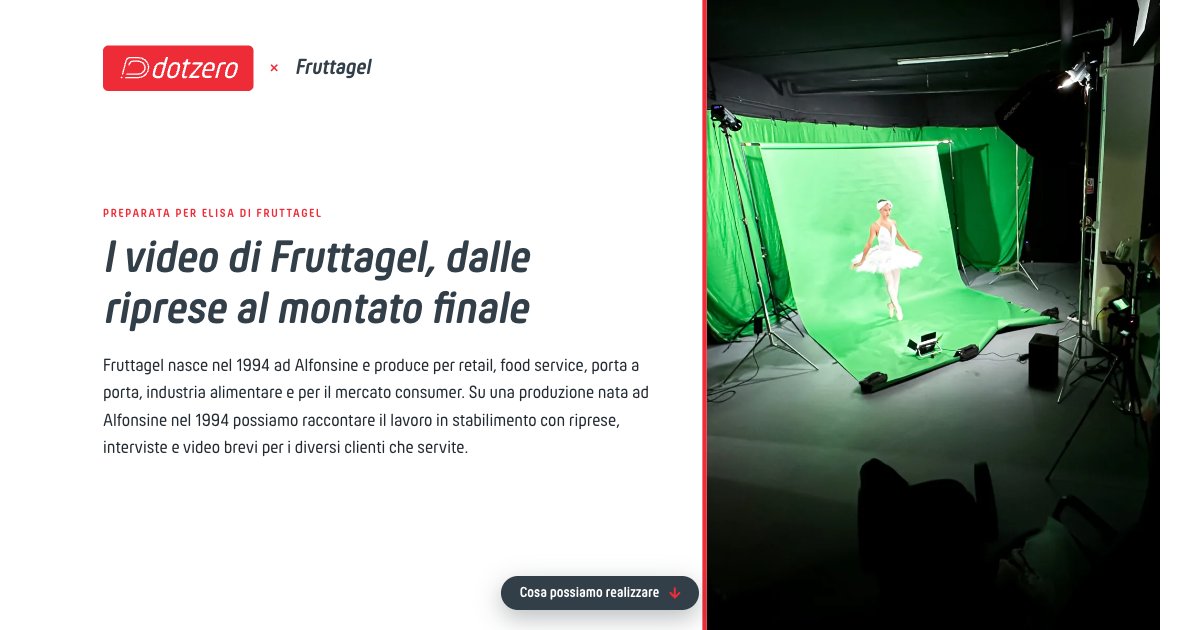 dotzero × Fruttagel
PREPARATA PER ELISA DI FRUTTAGEL
I video di Fruttagel, dalle
riprese al montato finale
Fruttagel nasce nel 1994 ad Alfonsine e produce per retail, food service, porta a
porta, industria alimentare e per il mercato consumer. Su una produzione nata ad
Alfonsine nel 1994 possiamo raccontare il lavoro in stabilimento con riprese,
interviste e video brevi per i diversi clienti che servite.
Cosa possiamo realizzare ↓